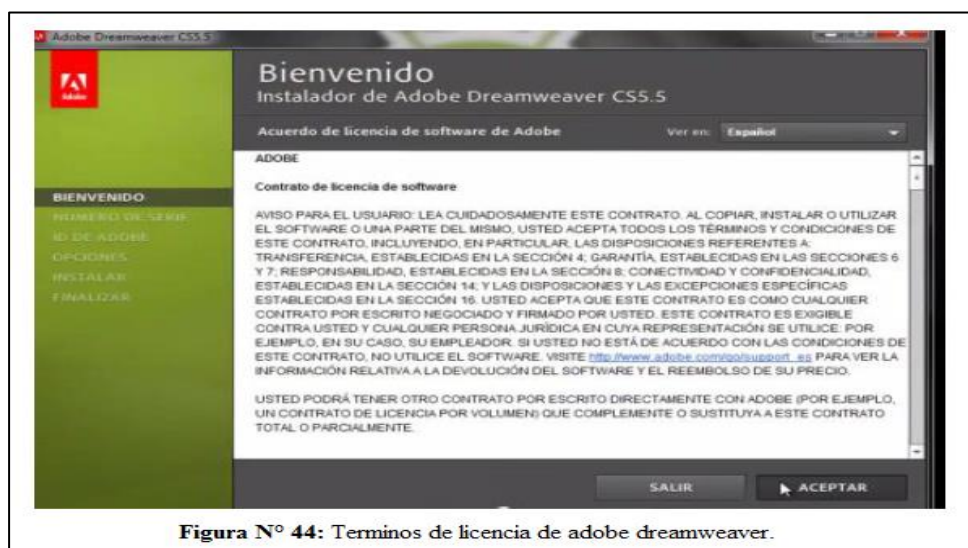 Adobe Dreamweaver CS5.5
Adobe
Bienvenido
Instalador de Adobe Dreamweaver CS5.5
Acuerdo de licencia de software de Adobe
Ver en: Español
BIENVENIDO
NÚMERO DE SERIE
ID DE ADOBE
OPCIONES
INSTALAR
FINALIZAR
ADOBE
Contrato de licencia de software
AVISO PARA EL USUARIO: LEA CUIDADOSAMENTE ESTE CONTRATO. AL COPIAR, INSTALAR O UTILIZAR
EL SOFTWARE O UNA PARTE DEL MISMO, USTED ACEPTA TODOS LOS TÉRMINOS Y CONDICIONES DE
ESTE CONTRATO, INCLUYENDO, EN PARTICULAR, LAS DISPOSICIONES REFERENTES A:
TRANSFERENCIA, ESTABLECIDAS EN LA SECCIÓN 4; GARANTÍA, ESTABLECIDAS EN LAS SECCIONES 6
Y 7; RESPONSABILIDAD, ESTABLECIDAS EN LA SECCIÓN 8; CONECTIVIDAD Y CONFIDENCIALIDAD,
ESTABLECIDAS EN LA SECCIÓN 14; Y LAS DISPOSICIONES Y LAS EXCEPCIONES ESPECÍFICAS
ESTABLECIDAS EN LA SECCIÓN 16. USTED ACEPTA QUE ESTE CONTRATO ES COMO CUALQUIER
CONTRATO POR ESCRITO NEGOCIADO Y FIRMADO POR USTED. ESTE CONTRATO ES EXIGIBLE
CONTRA USTED Y CUALQUIER PERSONA JURÍDICA EN CUYA REPRESENTACIÓN SE UTILICE: POR
EJEMPLO, EN SU CASO, SU EMPLEADOR. SI USTED NO ESTÁ DE ACUERDO CON LAS CONDICIONES DE
ESTE CONTRATO, NO UTILICE EL SOFTWARE. VISITE http://www.adobe.com/go/support_es PARA VER LA
INFORMACIÓN RELATIVA A LA DEVOLUCIÓN DEL SOFTWARE Y EL REEMBOLSO DE SU PRECIO.
USTED PODRÁ TENER OTRO CONTRATO POR ESCRITO DIRECTAMENTE CON ADOBE (POR EJEMPLO,
UN CONTRATO DE LICENCIA POR VOLUMEN) QUE COMPLEMENTE O SUSTITUYA A ESTE CONTRATO
TOTAL O PARCIALMENTE.
SALIR
ACEPTAR
Figura N° 44: Terminos de licencia de adobe dreamweaver.